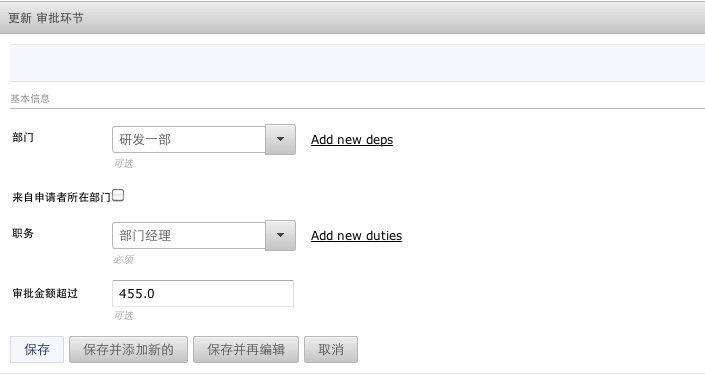 更新 审批环节
基本信息
部门
研发一部
Add new deps
可选
来自申请者所在部门
职务
部门经理
Add new duties
必须
审批金额超过
455.0
可选
保存 保存并添加新的 保存并再编辑 取消